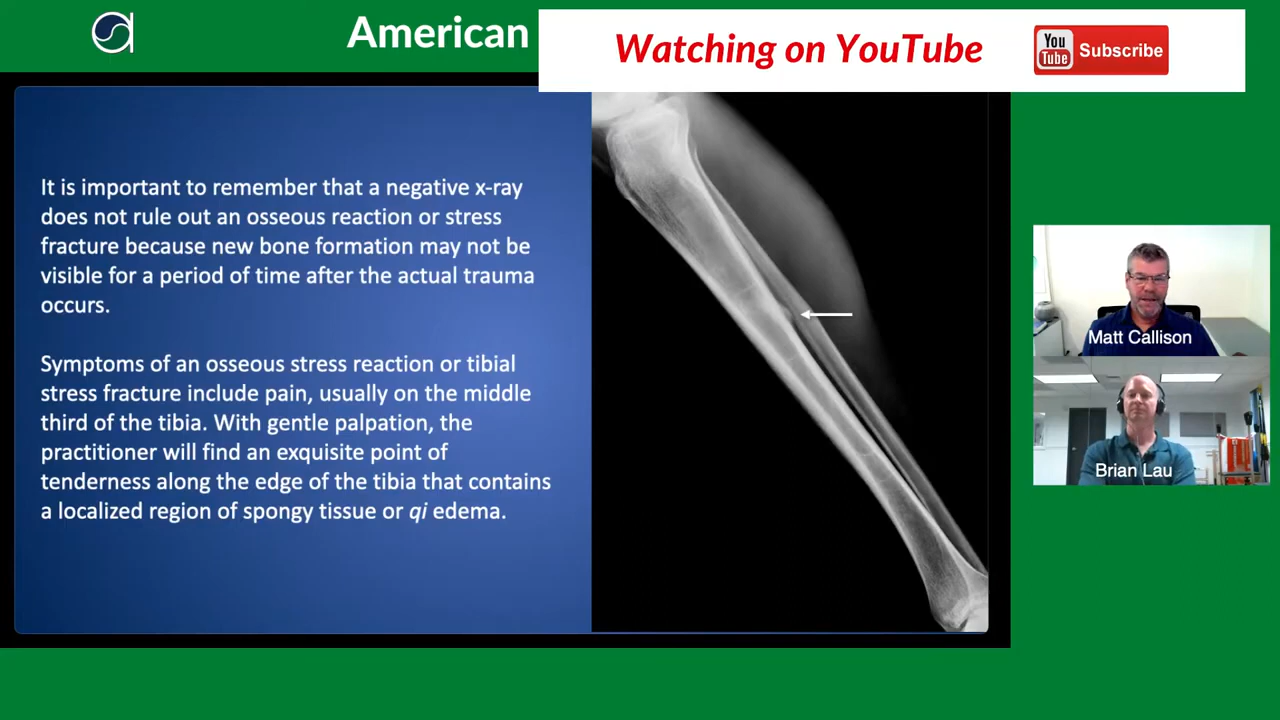 American
Watching on YouTube
You
Tube
Subscribe
It is important to remember that a negative x-ray
does not rule out an osseous reaction or stress
fracture because new bone formation may not be
visible for a period of time after the actual trauma
occurs.
Symptoms of an osseous stress reaction or tibial
stress fracture include pain, usually on the middle
third of the tibia. With gentle palpation, the
practitioner will find an exquisite point of
tenderness along the edge of the tibia that contains
a localized region of spongy tissue or qi edema.
Matt Callison
Brian Lau